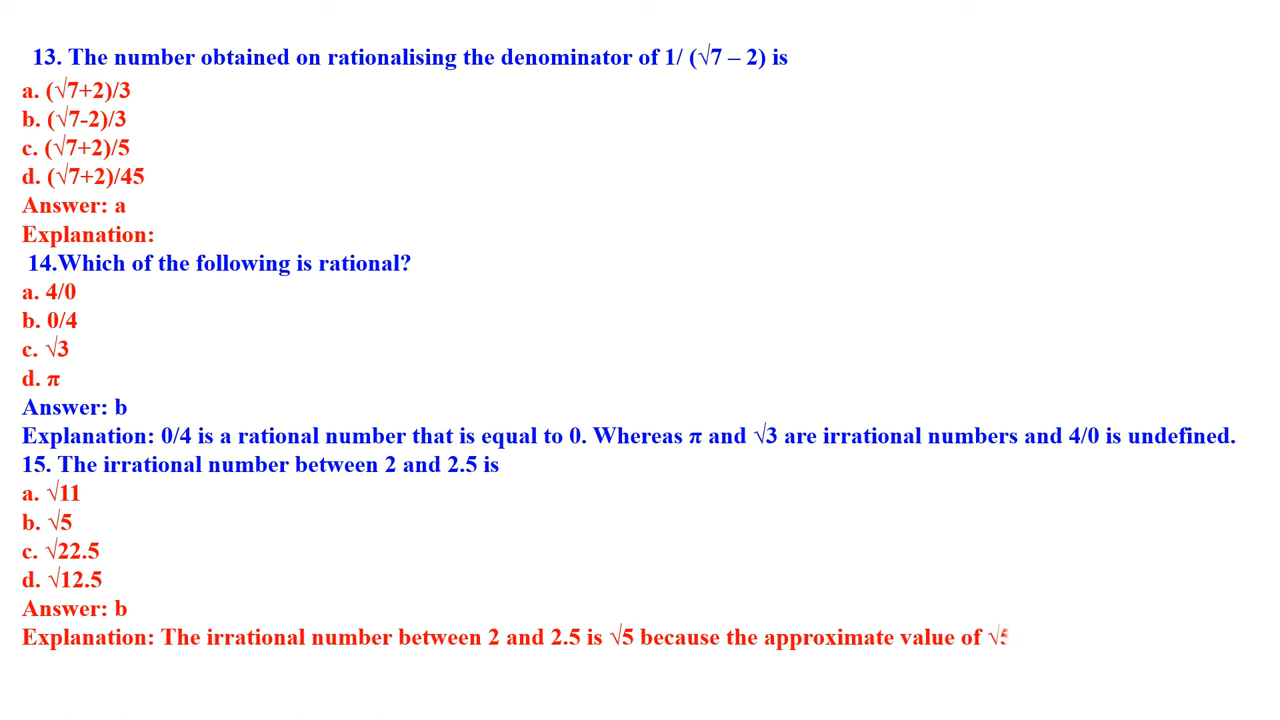 13. The number obtained on rationalising the denominator of 1/ (√7 – 2) is
a. (√7+2)/3
b. (√7-2)/3
c. (√7+2)/5
d. (√7+2)/45
Answer: a
Explanation:
14.Which of the following is rational?
a. 4/0
b. 0/4
c. √3
d. π
Answer: b
Explanation: 0/4 is a rational number that is equal to 0. Whereas π and √3 are irrational numbers and 4/0 is undefined.
15. The irrational number between 2 and 2.5 is
a. √11
b. √5
c. √22.5
d. √12.5
Answer: b
Explanation: The irrational number between 2 and 2.5 is √5 because the approximate value of √5